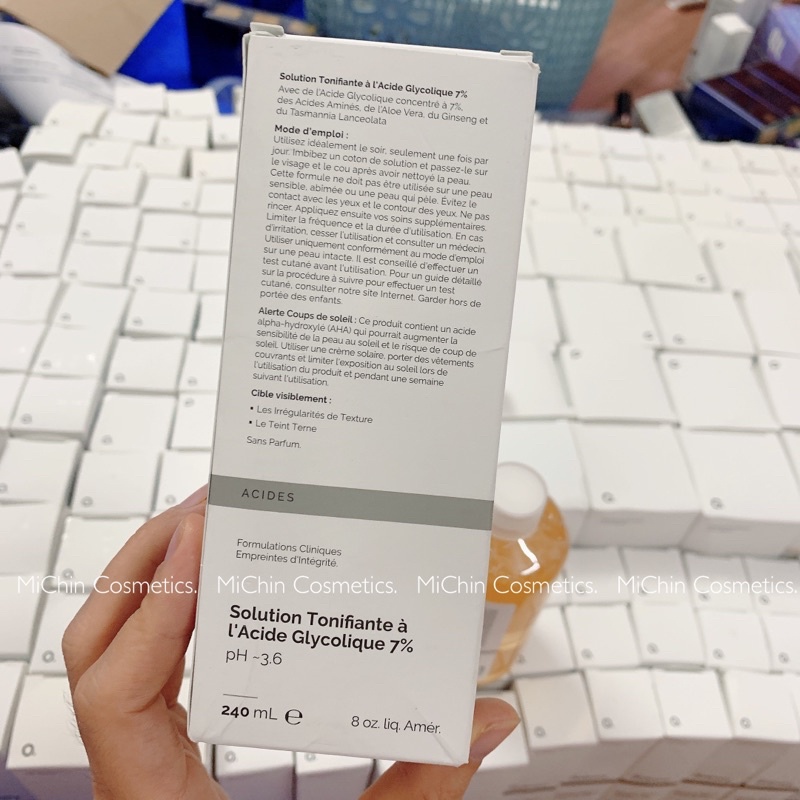 Solution Tonifiante à l'Acide Glycolique 7%
Avec de l'Acide Glycolique concentré à 7%,
des Acides Aminés, de l'Aloe Vera, du Ginseng et
du Tasmannia Lanceolata
Mode d'emploi :
Utilisez idéalement le soir, seulement une fois par
jour. Imbibez un coton de solution et passez-le sur
le visage et le cou après avoir nettoyé la peau.
Cette formule ne doit pas être utilisée sur une peau
sensible, abîmée ou une peau qui pèle. Évitez le
contact avec les yeux et le contour des yeux. Ne pas
rincer. Appliquez ensuite vos soins supplémentaires.
Limiter la fréquence et la durée d'utilisation. En cas
d'irritation, cesser l'utilisation et consulter un médecin.
Utiliser uniquement conformément au mode d'emploi
sur une peau intacte. Il est conseillé d'effectuer un
test cutané avant l'utilisation. Pour un guide détaillé
sur la procédure à suivre pour effectuer un test
cutané, consulter notre site Internet. Garder hors de
portée des enfants.
Alerte Coups de soleil : Ce produit contient un acide
alpha-hydroxylé (AHA) qui pourrait augmenter la
sensibilité de la peau au soleil et le risque de coup de
soleil. Utiliser une crème solaire, porter des vêtements
couvrants et limiter l'exposition au soleil lors de
l'utilisation du produit et pendant une semaine
suivant l'utilisation.
Cible visiblement :
• Les Irrégularités de Texture
• Le Teint Terne
Sans Parfum.
ACIDES
Formulations Cliniques
Empreintes d'Intégrité.
MiChin Cosmetics. MiChin Cosmetics. MiChin Cosmetics. MiChin Cosmetics.
Solution Tonifiante à
l'Acide Glycolique 7%
pH ~3.6
240 mL ℮ 8 oz. liq. Amér.